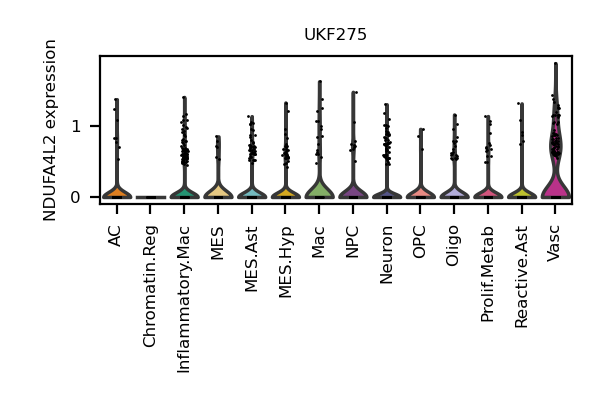 UKF275
NDUFA4L2 expression
1
0
AC
Chromatin.Reg
Inflammatory.Mac
MES
MES.Ast
MES.Hyp
Mac
NPC
Neuron
OPC
Oligo
Prolif.Metab
Reactive.Ast
Vasc